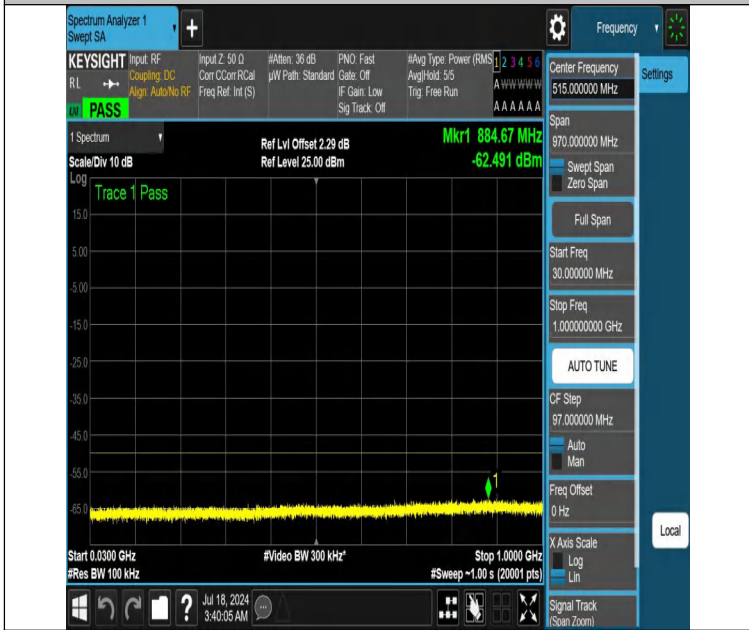 Spectrum Analyzer 1
Swept SA
Frequency
KEYSIGHT
RL
PASS
Input: RF
Coupling: DC
Align: Auto/No RF
Input Z: 50 Ω
Corr CCorr RCal
Freq Ref: Int (S)
#Atten: 36 dB
µW Path: Standard
PNO: Fast
Gate: Off
IF Gain: Low
Sig Track: Off
#Avg Type: Power (RMS
Avg|Hold: 5/5
Trig: Free Run
1 2 3 4 5 6
A W W W W W
A A A A A A
1 Spectrum
Scale/Div 10 dB
Ref Lvl Offset 2.29 dB
Ref Level 25.00 dBm
Mkr1 884.67 MHz
-62.491 dBm
Log
Trace 1 Pass
15.0
5.00
-5.00
-15.0
-25.0
-35.0
-45.0
-55.0
-65.0
1
Start 0.0300 GHz
#Res BW 100 kHz
#Video BW 300 kHz*
Stop 1.0000 GHz
#Sweep ~1.00 s (20001 pts)
Center Frequency
515.000000 MHz
Settings
Span
970.000000 MHz
Swept Span
Zero Span
Full Span
Start Freq
30.000000 MHz
Stop Freq
1.000000000 GHz
AUTO TUNE
CF Step
97.000000 MHz
Auto
Man
Freq Offset
0 Hz
X Axis Scale
Log
Lin
Local
Signal Track
(Span Zoom)
?
Jul 18, 2024
3:40:05 AM